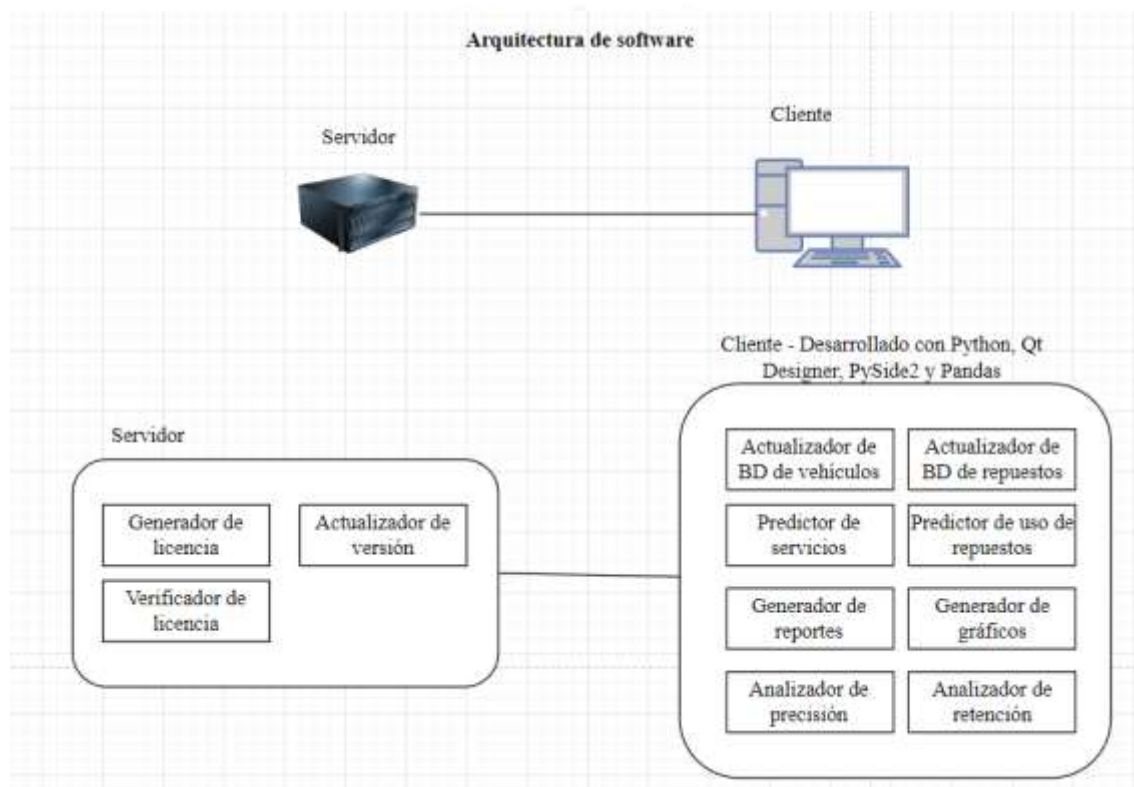 Arquitectura de software
Servidor
Cliente
Cliente - Desarrollado con Python, Qt
Designer, PySide2 y Pandas
Servidor
Generador de
licencia
Actualizador de
versión
Verificador de
licencia
Actualizador de
BD de vehículos
Actualizador de
BD de repuestos
Predictor de
servicios
Predictor de uso de
repuestos
Generador de
reportes
Generador de
gráficos
Analizador de
precisión
Analizador de
retención